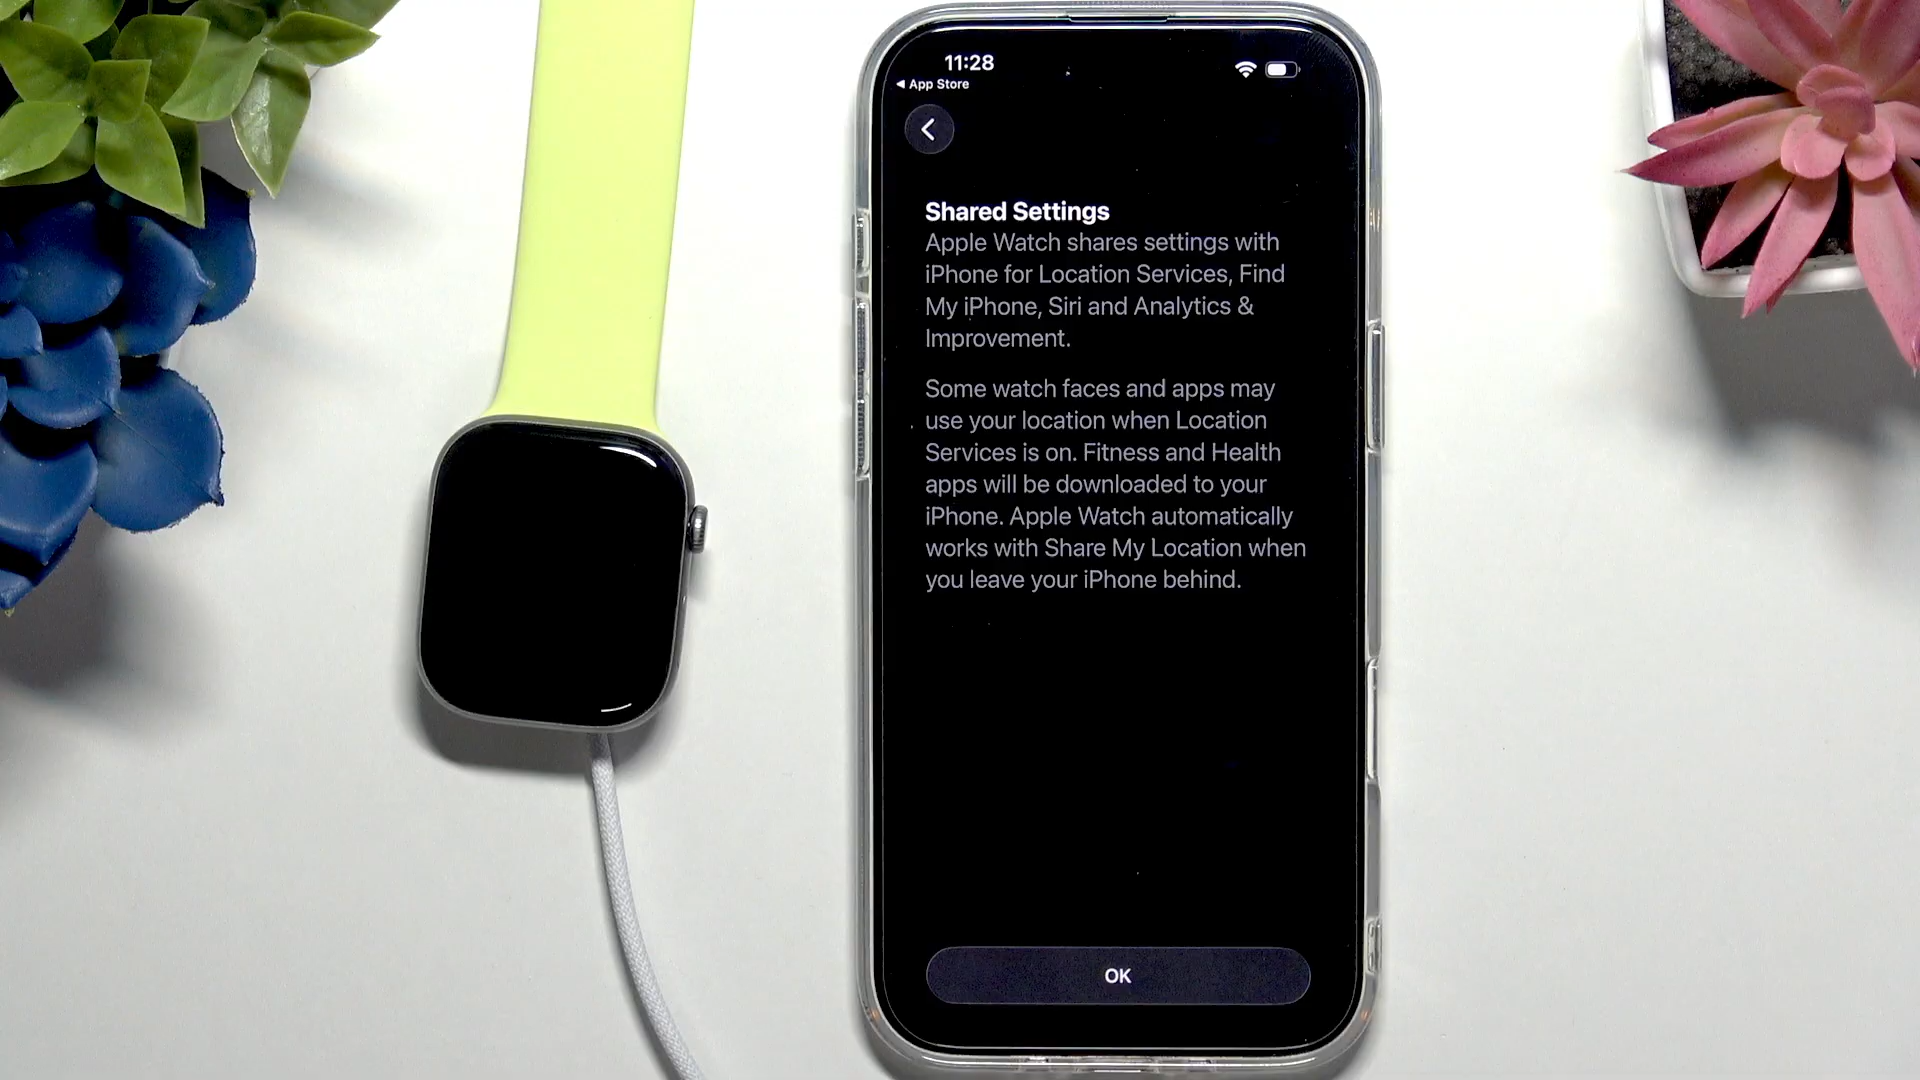 11:28
◀ App Store
Shared Settings
Apple Watch shares settings with
iPhone for Location Services, Find
My iPhone, Siri and Analytics &
Improvement.
Some watch faces and apps may
use your location when Location
Services is on. Fitness and Health
apps will be downloaded to your
iPhone. Apple Watch automatically
works with Share My Location when
you leave your iPhone behind.
OK